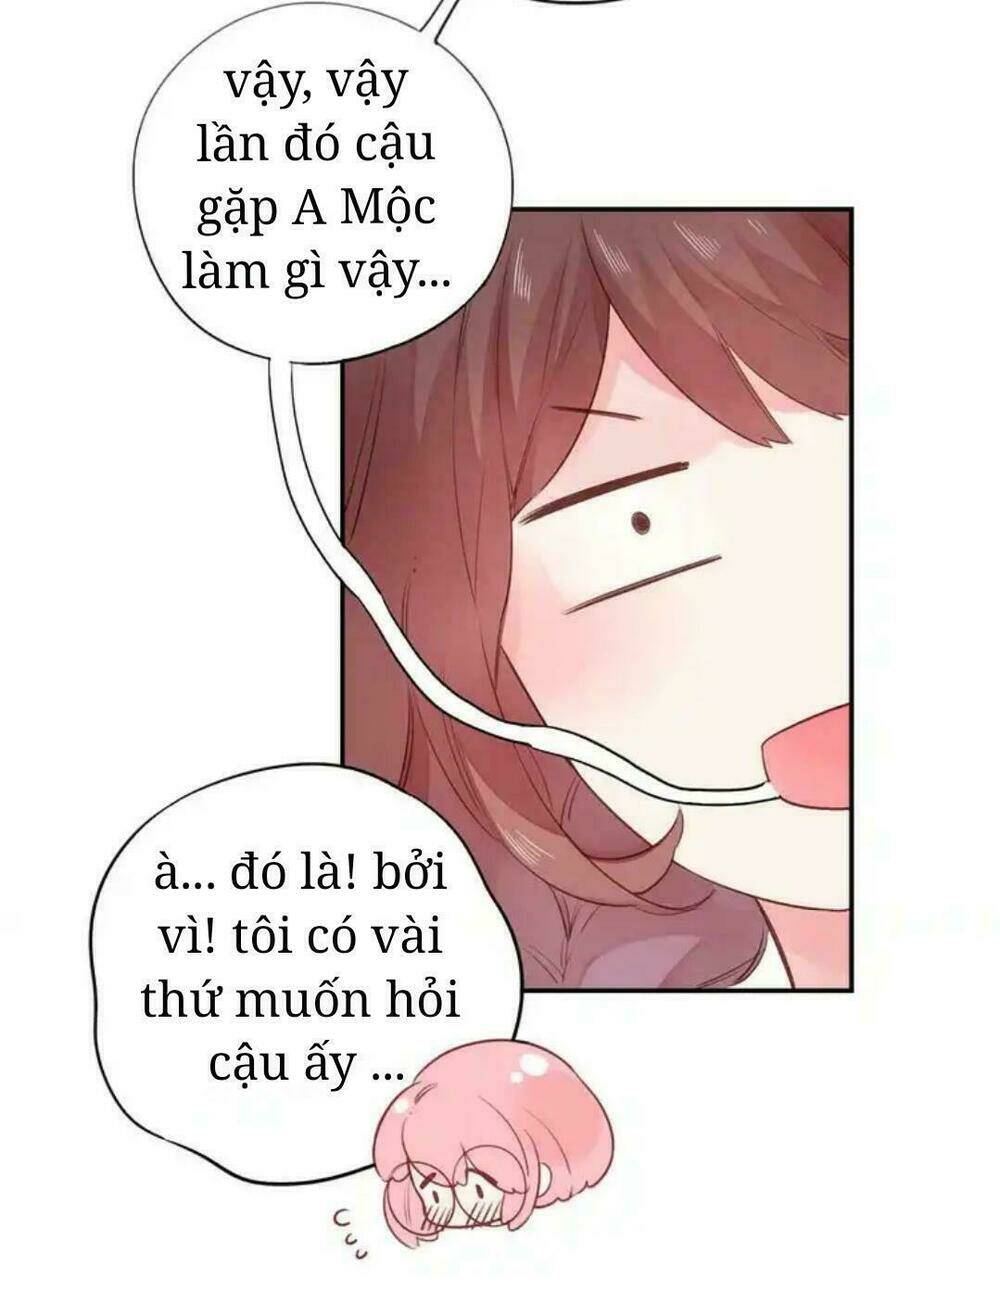 vậy, vậy
lần đó cậu
gặp A Mộc
làm gì vậy...
à... đó là! bởi
vì! tôi có vài
thứ muốn hỏi
cậu ấy ...